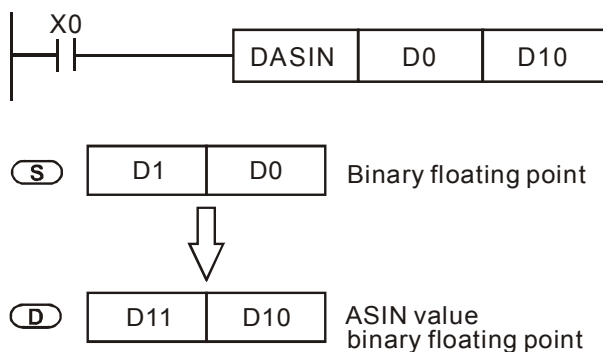 X0
DASIN D0 D10
S D1 D0 Binary floating point
D D11 D10 ASIN value
binary floating point